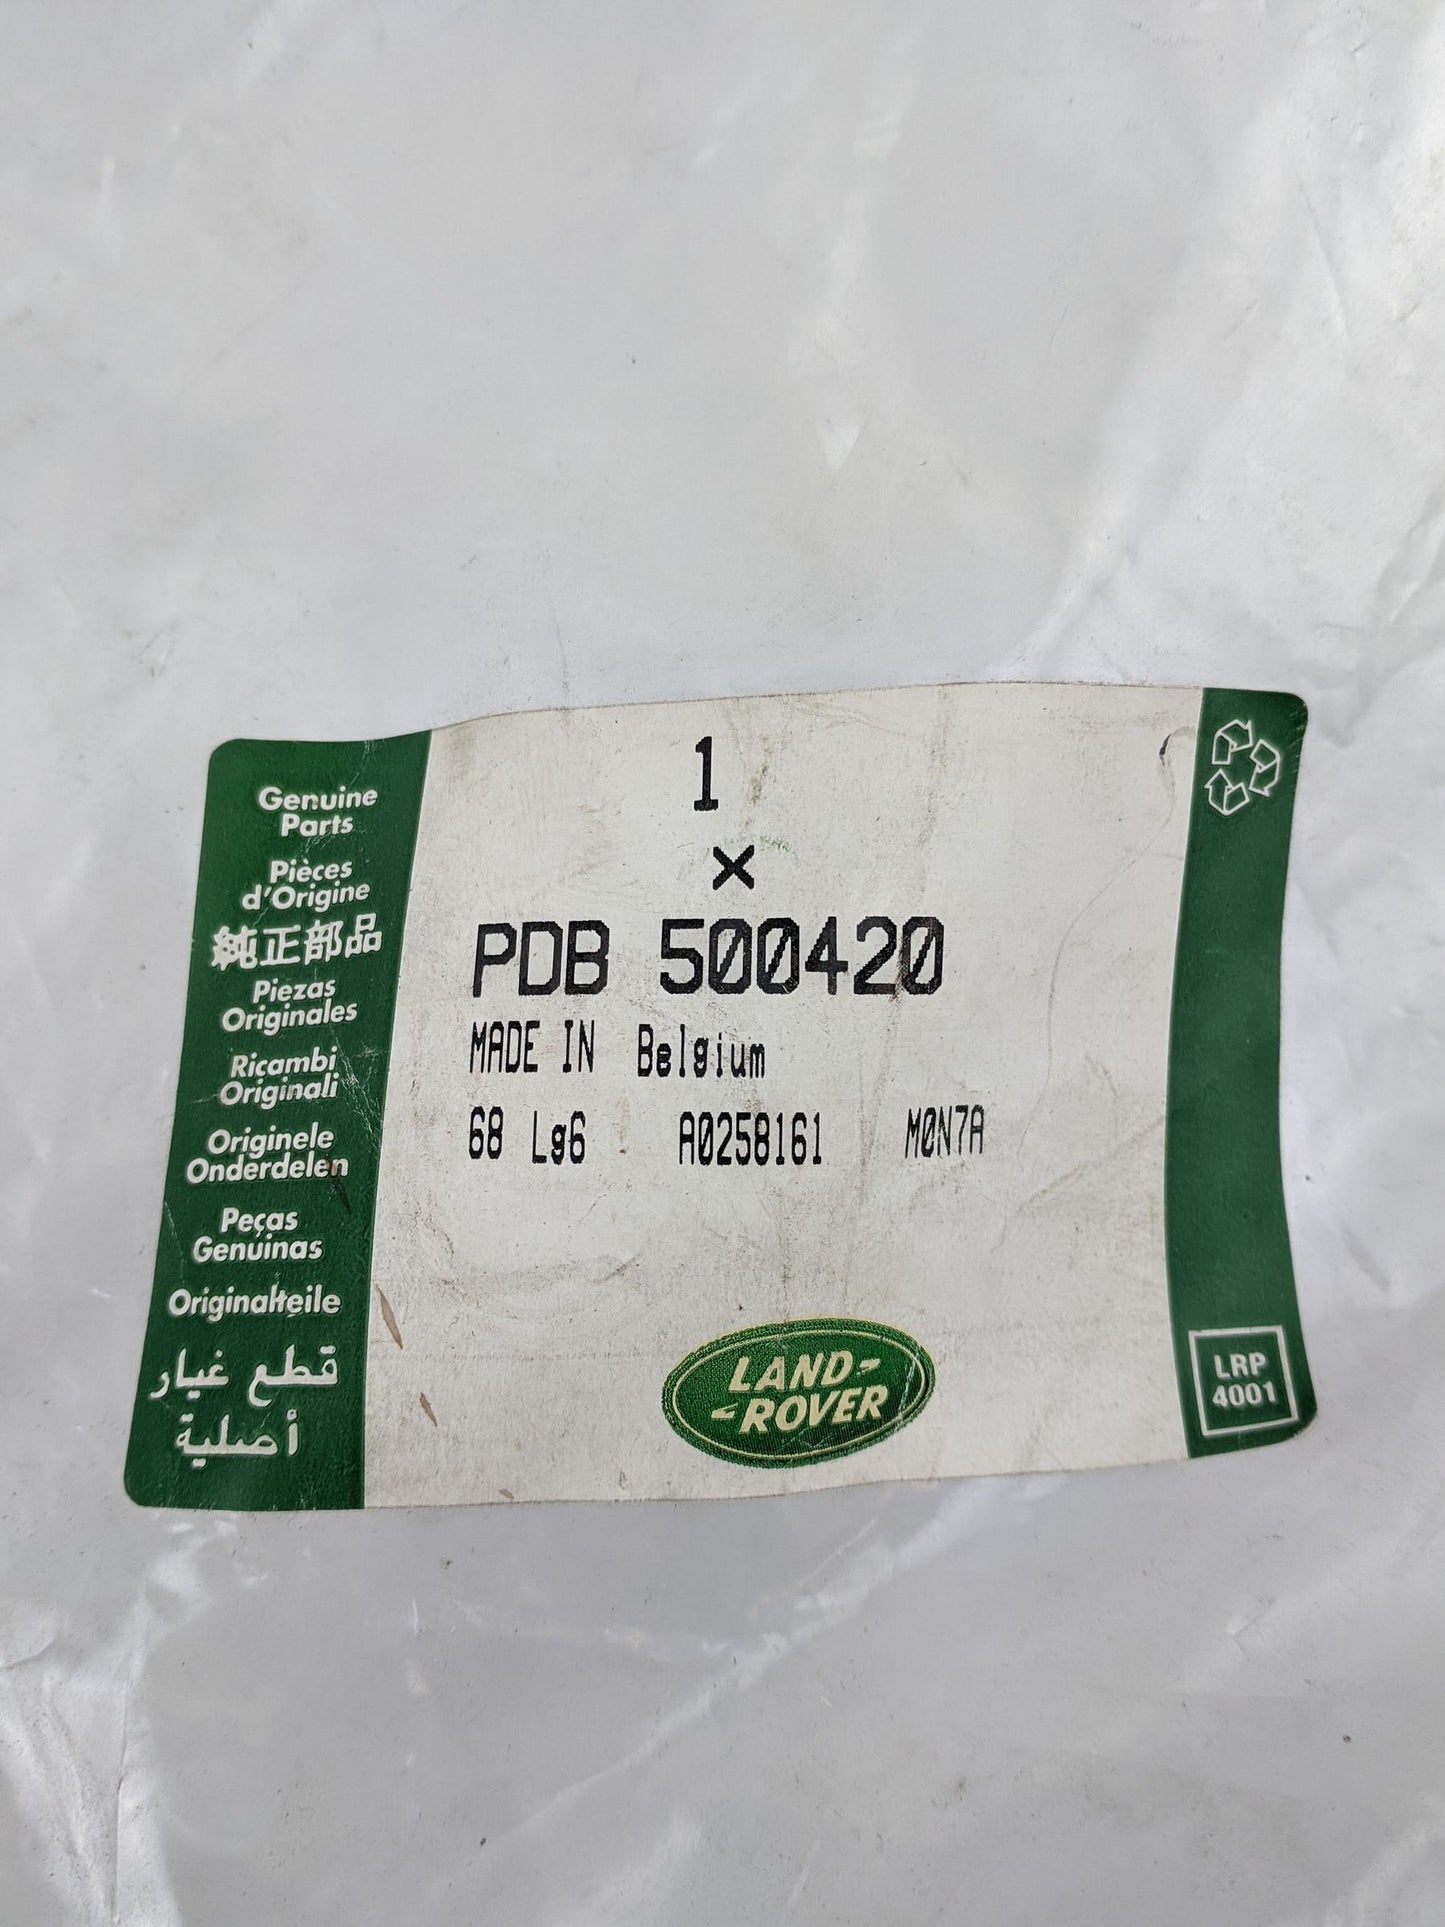 Genuine
Parts
Pièces
d'Origine
純正部品
Piezas
Originales
Ricambi
Originali
Originele
Onderdelen
Peças
Genuinas
Originalteile
قطع غيار
أصلية
1
×
PDB 500420
MADE IN Belgium
68 Lg6 A0258161 M0N7A
LAND-
-ROVER
LRP
4001